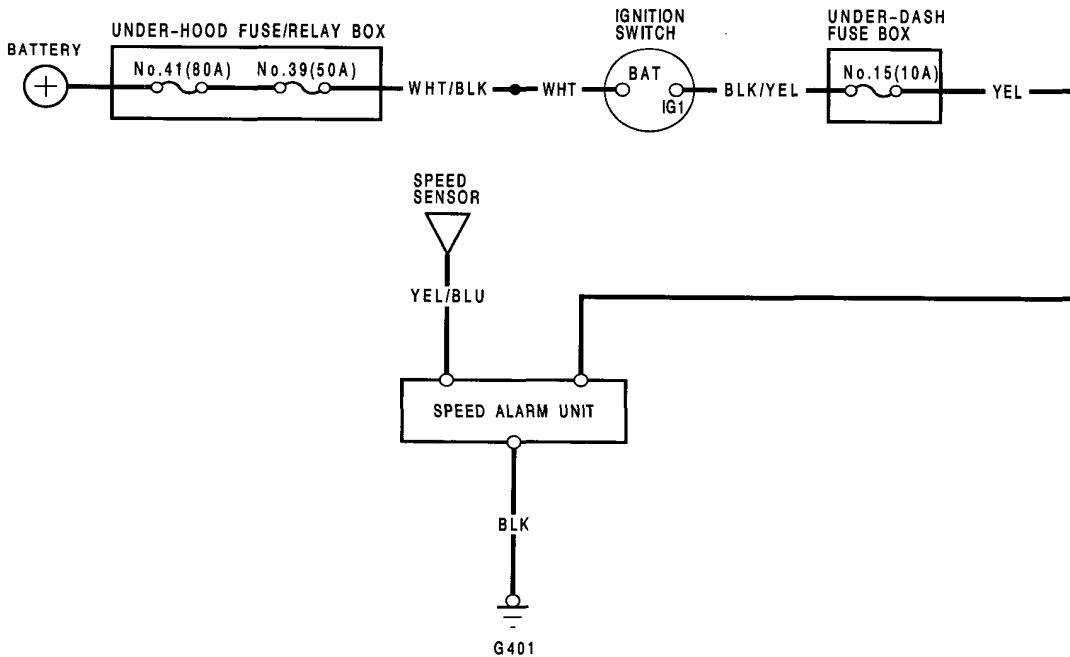 BATTERY
UNDER-HOOD FUSE/RELAY BOX
No.41(80A)
No.39(50A)
WHT/BLK
WHT
IGNITION
SWITCH
BAT
IG1
BLK/YEL
UNDER-DASH
FUSE BOX
No.15(10A)
YEL
SPEED
SENSOR
YEL/BLU
SPEED ALARM UNIT
BLK
G401